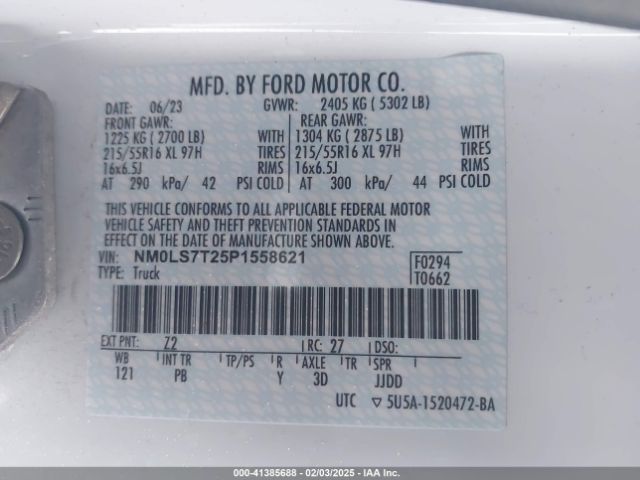 MFD. BY FORD MOTOR CO.
DATE: 06/23 GVWR: 2405 KG ( 5302 LB)
FRONT GAWR: REAR GAWR:
1225 KG ( 2700 LB) WITH 1304 KG ( 2875 LB) WITH
215/55R16 XL 97H TIRES 215/55R16 XL 97H TIRES
16x6.5J RIMS 16x6.5J RIMS
AT 290 kPa/ 42 PSI COLD AT 300 kPa/ 44 PSI COLD
THIS VEHICLE CONFORMS TO ALL APPLICABLE FEDERAL MOTOR
VEHICLE SAFETY AND THEFT PREVENTION STANDARDS IN
EFFECT ON THE DATE OF MANUFACTURE SHOWN ABOVE.
VIN: NM0LS7T25P1558621 F0294
TYPE: Truck T0662
EXT PNT: Z2 RC: 27 DSO:
WB INT TR TP/PS R AXLE TR SPR
121 PB Y 3D JJDD
UTC ▽ 5U5A-1520472-BA
000-41385688 - 02/03/2025 - IAA Inc.